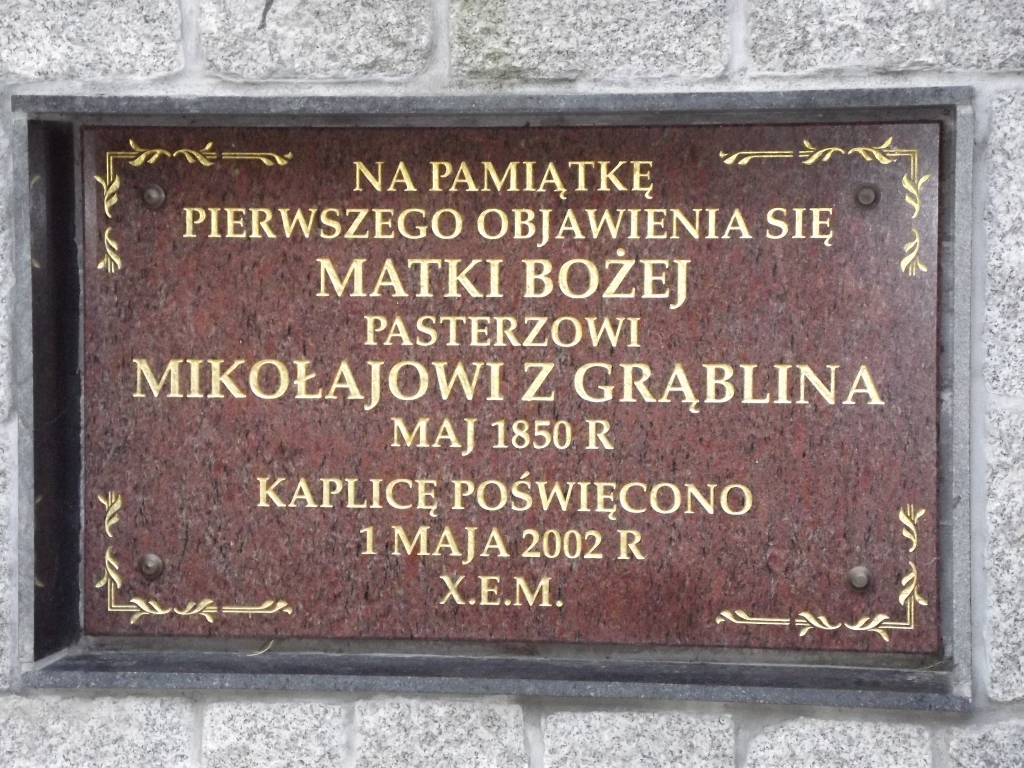 NA PAMIĄTKĘ
PIERWSZEGO OBJAWIENIA SIĘ
MATKI BOŻEJ
PASTERZOWI
MIKOŁAJOWI Z GRĄBLINA
MAJ 1850 R
KAPLICĘ POŚWIĘCONO
1 MAJA 2002 R
X.E.M.